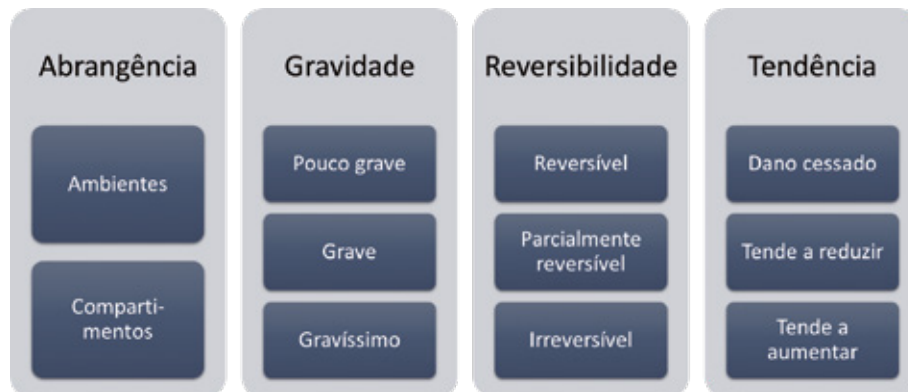 Abrangência
Ambientes
Comparti-
mentos
Gravidade
Pouco grave
Grave
Gravíssimo
Reversibilidade
Reversível
Parcialmente
reversível
Irreversível
Tendência
Dano cessado
Tende a reduzir
Tende a
aumentar